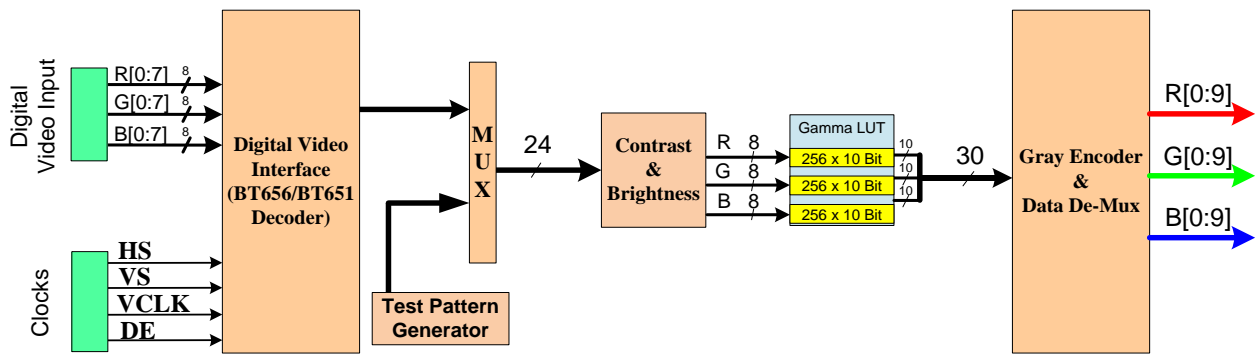 Digital
Video Input
R[0:7]
8
G[0:7]
8
B[0:7]
8
Clocks
HS
VS
VCLK
DE
Digital Video
Interface
(BT656/BT651
Decoder)
Test Pattern
Generator
M
U
X
24
Contrast
&
Brightness
R
8
G
8
B
8
Gamma LUT
256 x 10 Bit
256 x 10 Bit
256 x 10 Bit
10
10
10
30
Gray Encoder
&
Data De-Mux
R[0:9]
G[0:9]
B[0:9]